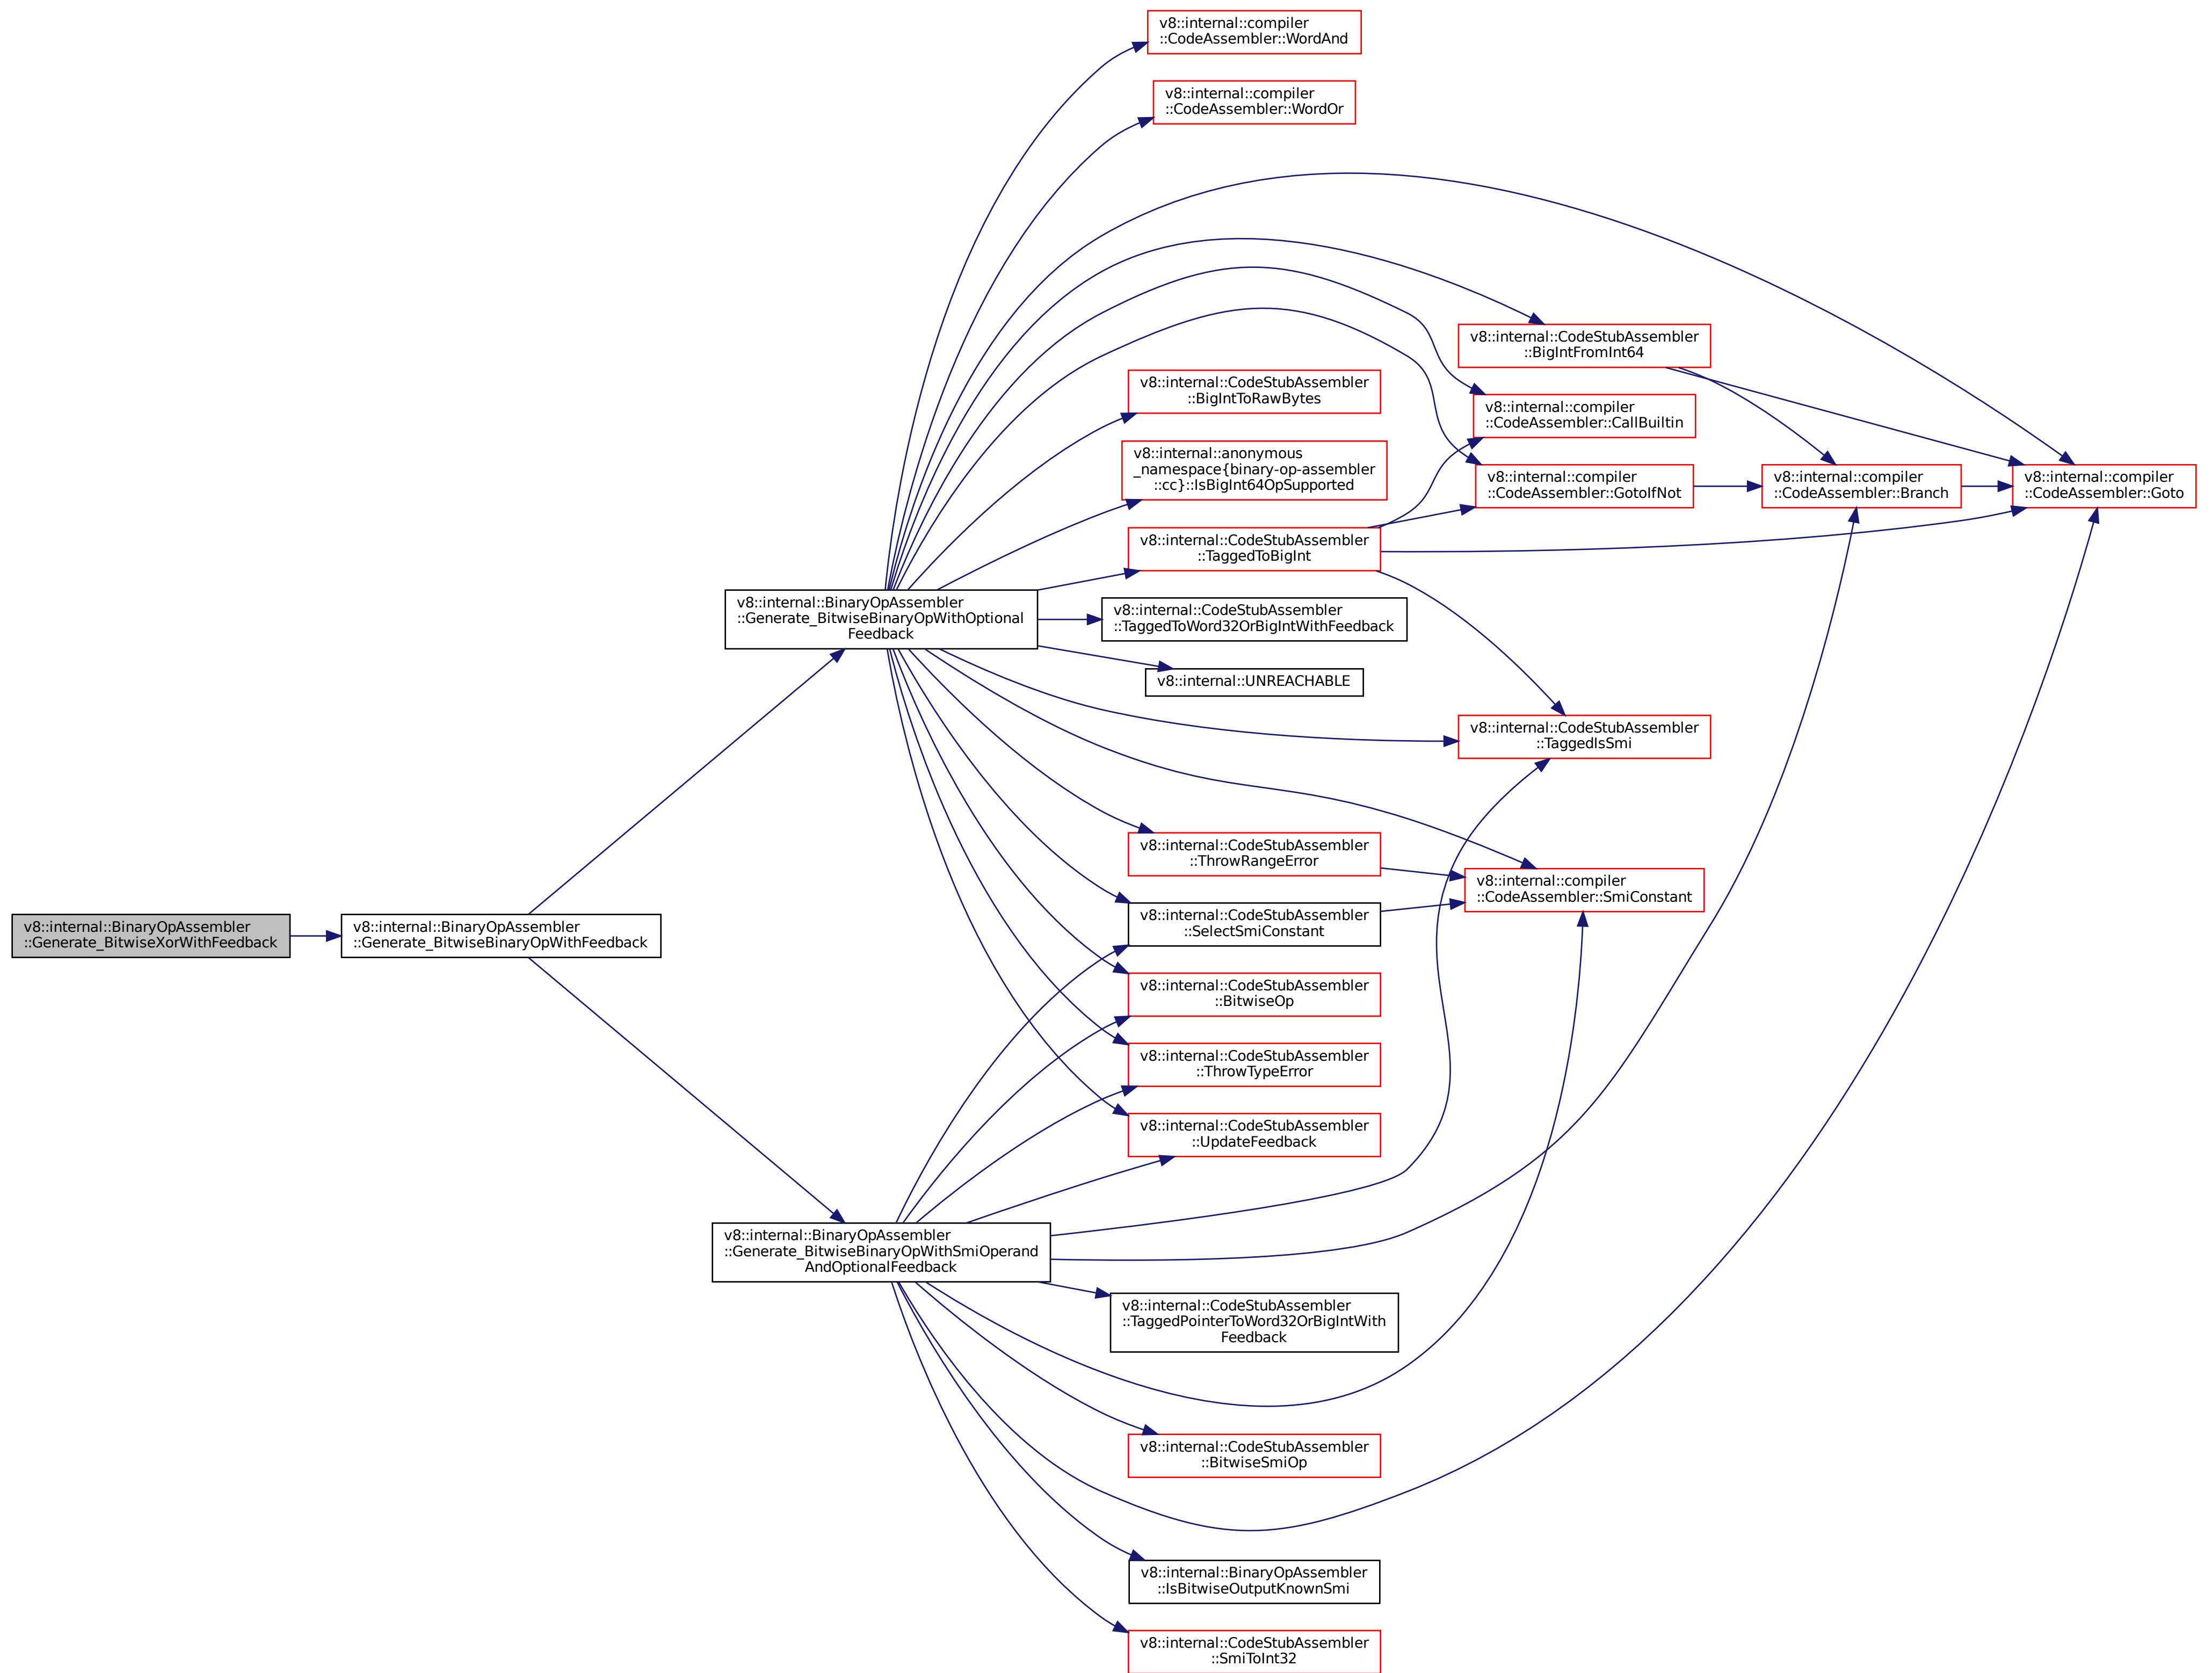 v8::internal::compiler
::CodeAssembler::WordAnd
v8::internal::compiler
::CodeAssembler::WordOr
v8::internal::CodeStubAssembler
::BigIntFromInt64
v8::internal::CodeStubAssembler
::BigIntToRawBytes
v8::internal::compiler
::CodeAssembler::CallBuiltin
v8::internal::anonymous
_namespace{binary-op-assembler
::cc}::IsBigInt64OpSupported
v8::internal::compiler
::CodeAssembler::GotoIfNot
v8::internal::compiler
::CodeAssembler::Branch
v8::internal::compiler
::CodeAssembler::Goto
v8::internal::CodeStubAssembler
::TaggedToBigInt
v8::internal::BinaryOpAssembler
::Generate_BitwiseBinaryOpWithOptional
Feedback
v8::internal::CodeStubAssembler
::TaggedToWord32OrBigIntWithFeedback
v8::internal::UNREACHABLE
v8::internal::CodeStubAssembler
::TaggedIsSmi
v8::internal::CodeStubAssembler
::ThrowRangeError
v8::internal::compiler
::CodeAssembler::SmiConstant
v8::internal::BinaryOpAssembler
::Generate_BitwiseXorWithFeedback
v8::internal::BinaryOpAssembler
::Generate_BitwiseBinaryOpWithFeedback
v8::internal::CodeStubAssembler
::SelectSmiConstant
v8::internal::CodeStubAssembler
::BitwiseOp
v8::internal::CodeStubAssembler
::ThrowTypeError
v8::internal::CodeStubAssembler
::UpdateFeedback
v8::internal::BinaryOpAssembler
::Generate_BitwiseBinaryOpWithSmiOperand
AndOptionalFeedback
v8::internal::CodeStubAssembler
::TaggedPointerToWord32OrBigIntWith
Feedback
v8::internal::CodeStubAssembler
::BitwiseSmiOp
v8::internal::BinaryOpAssembler
::IsBitwiseOutputKnownSmi
v8::internal::CodeStubAssembler
::SmiToInt32